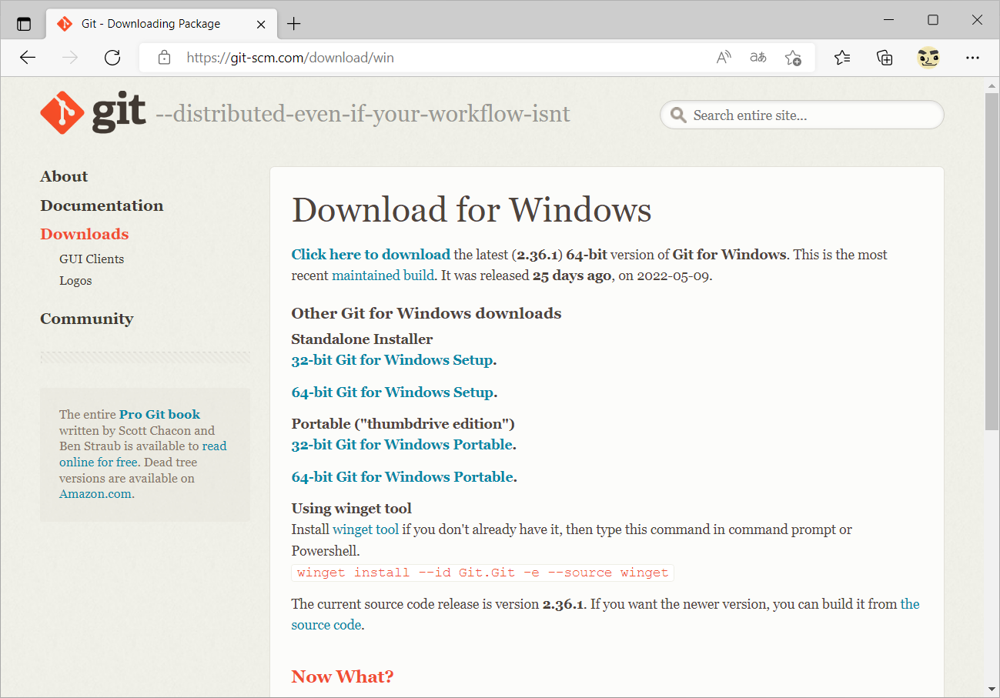 Git - Downloading Package
https://git-scm.com/download/win
git --distributed-even-if-your-workflow-isnt
Search entire site...
About
Documentation
Downloads
GUI Clients
Logos
Community
The entire Pro Git book
written by Scott Chacon and
Ben Straub is available to read
online for free. Dead tree
versions are available on
Amazon.com.
Download for Windows
Click here to download the latest (2.36.1) 64-bit version of Git for Windows. This is the most
recent maintained build. It was released 25 days ago, on 2022-05-09.
Other Git for Windows downloads
Standalone Installer
32-bit Git for Windows Setup.
64-bit Git for Windows Setup.
Portable ("thumbdrive edition")
32-bit Git for Windows Portable.
64-bit Git for Windows Portable.
Using winget tool
Install winget tool if you don't already have it, then type this command in command prompt or
Powershell.
winget install --id Git.Git -e --source winget
The current source code release is version 2.36.1. If you want the newer version, you can build it from the
source code.
Now What?